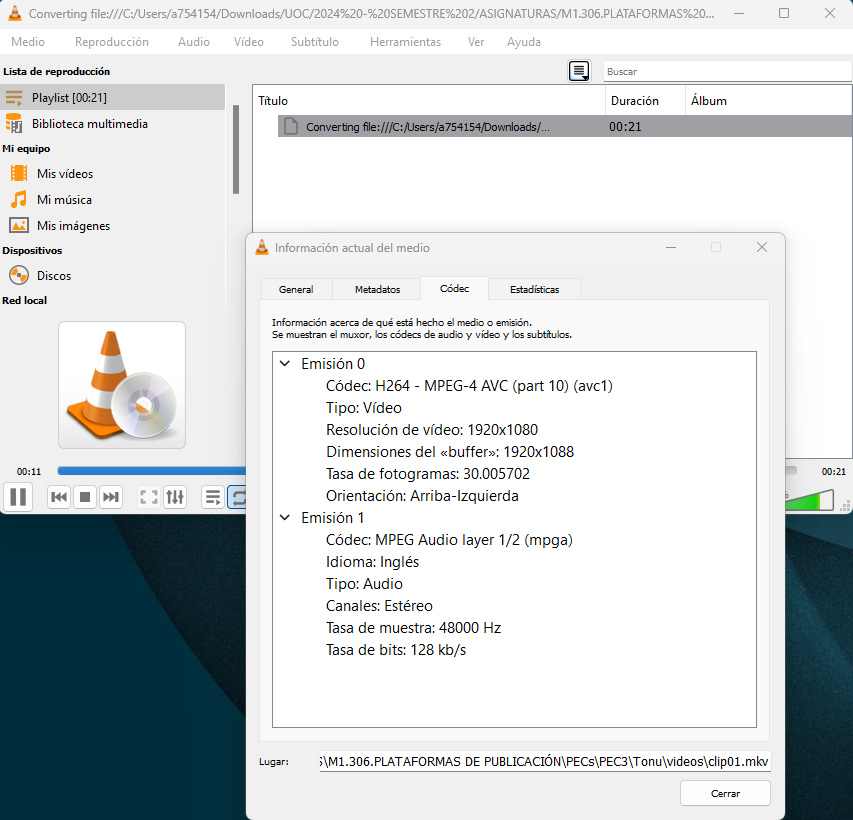 Converting file:///C:/Users/a754154/Downloads/UOC/2024%20-%20SEMESTRE%202/ASIGNATURAS/M1.306.PLATAFORMAS%20...
Medio Reproducción Audio Vídeo Subtítulo Herramientas Ver Ayuda
Lista de reproducción
Buscar
Playlist [00:21]
Biblioteca multimedia
Mi equipo
Mis vídeos
Mi música
Mis imágenes
Dispositivos
Discos
Red local
Título Duración Álbum
Converting file:///C:/Users/a754154/Downloads/... 00:21
00:11 00:21
Información actual del medio
General Metadatos Códec Estadísticas
Información acerca de qué está hecho el medio o emisión.
Se muestran el muxor, los códecs de audio y vídeo y los subtítulos.
Emisión 0
Códec: H264 - MPEG-4 AVC (part 10) (avc1)
Tipo: Vídeo
Resolución de vídeo: 1920x1080
Dimensiones del «buffer»: 1920x1088
Tasa de fotogramas: 30.005702
Orientación: Arriba-Izquierda
Emisión 1
Códec: MPEG Audio layer 1/2 (mpga)
Idioma: Inglés
Tipo: Audio
Canales: Estéreo
Tasa de muestra: 48000 Hz
Tasa de bits: 128 kb/s
Lugar: \M1.306.PLATAFORMAS DE PUBLICACIÓN\PECs\PEC3\Tonu\videos\clip01.mkv
Cerrar